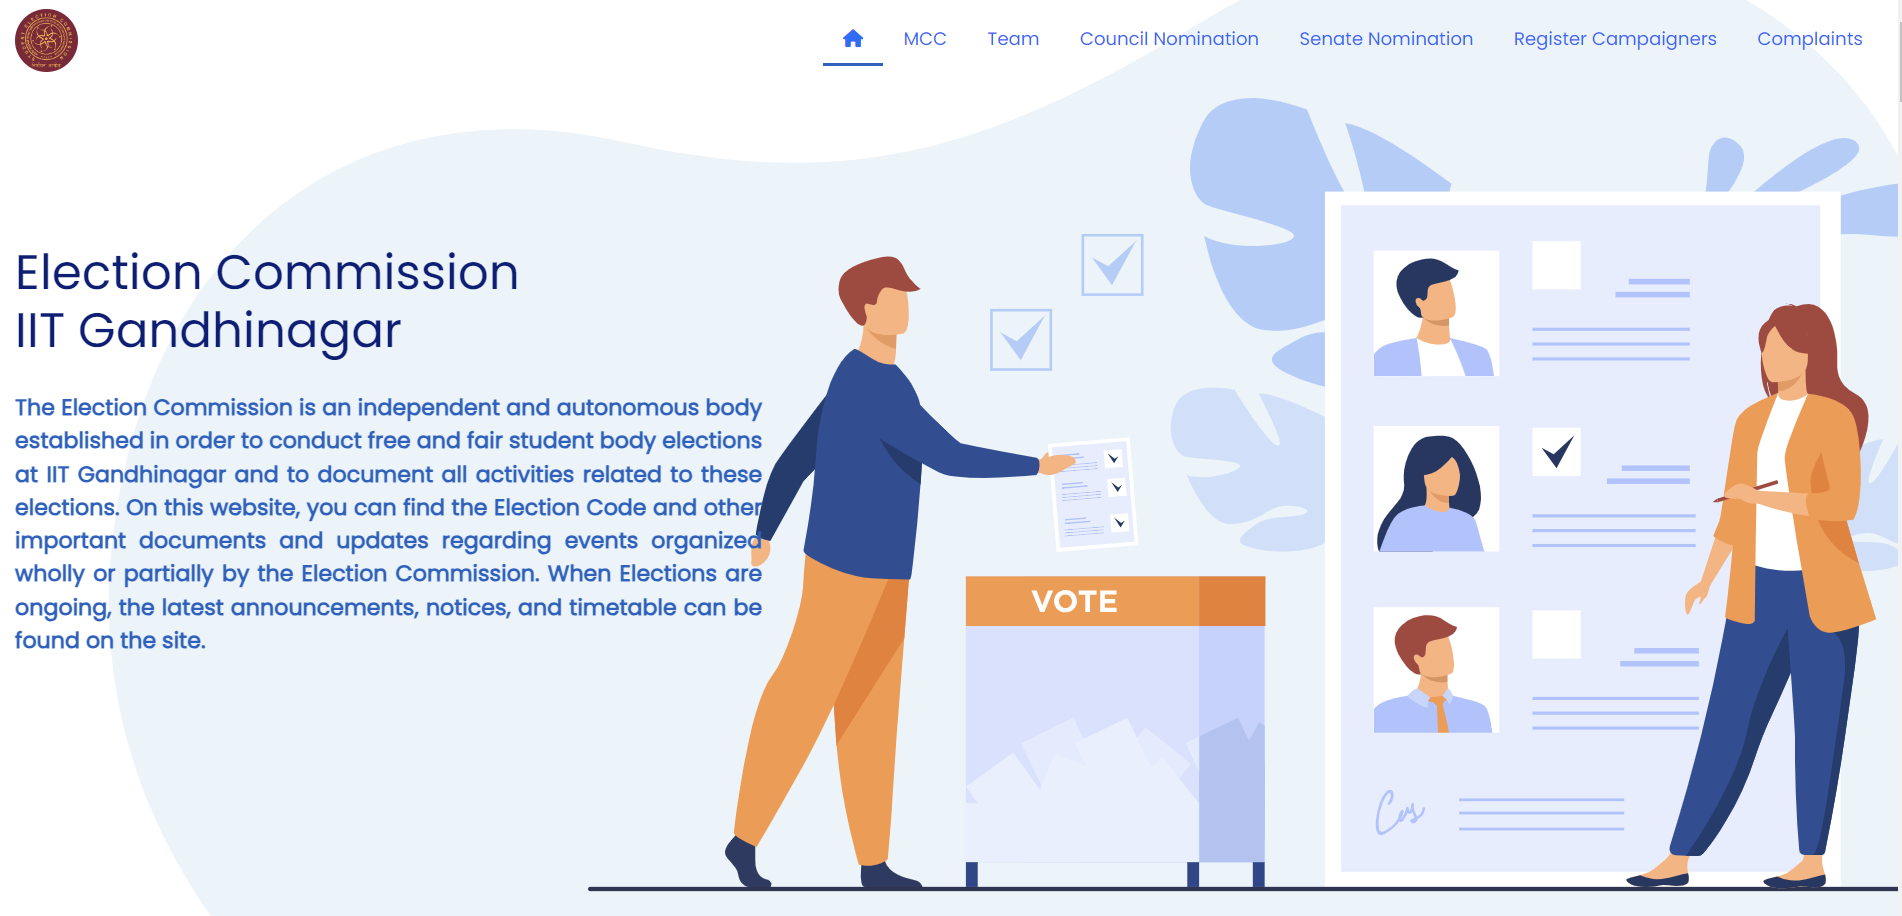 MCC
Team
Council Nomination
Senate Nomination
Register Campaigners
Complaints
Election Commission
IIT Gandhinagar
The Election Commission is an independent and autonomous body
established in order to conduct free and fair student body elections
at IIT Gandhinagar and to document all activities related to these
elections. On this website, you can find the Election Code and other
important documents and updates regarding events organized
wholly or partially by the Election Commission. When Elections are
ongoing, the latest announcements, notices, and timetable can be
found on the site.
VOTE